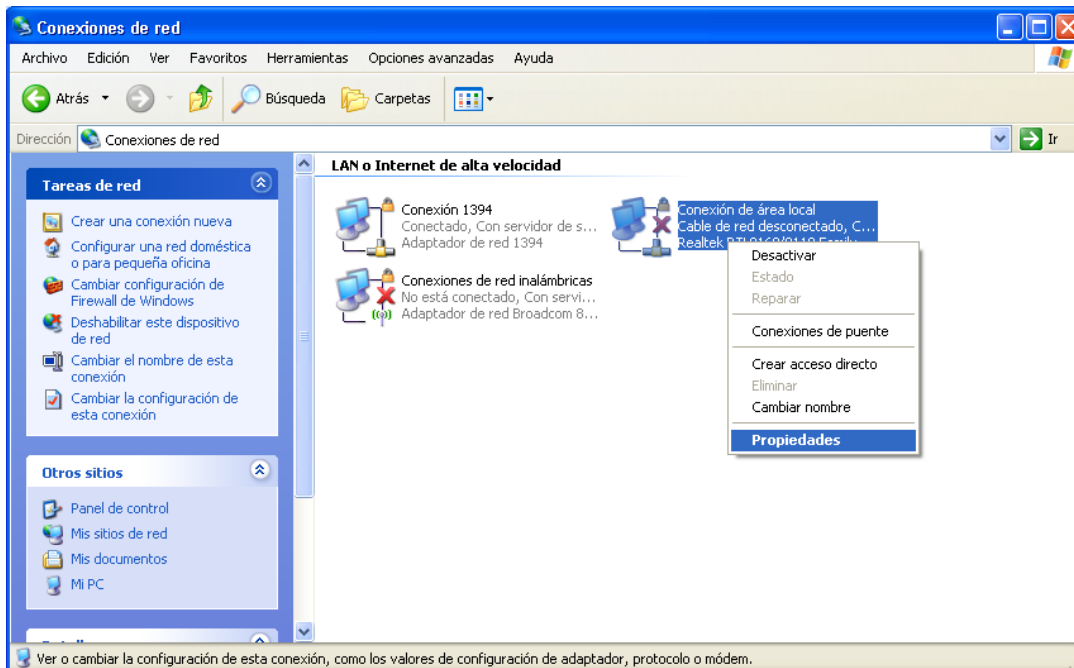 Conexiones de red
Archivo Edición Ver Favoritos Herramientas Opciones avanzadas Ayuda
Atrás Búsqueda Carpetas
Dirección Conexiones de red Ir
Tareas de red
Crear una conexión nueva
Configurar una red doméstica
o para pequeña oficina
Cambiar configuración de
Firewall de Windows
Deshabilitar este dispositivo
de red
Cambiar el nombre de esta
conexión
Cambiar la configuración de
esta conexión
Otros sitios
Panel de control
Mis sitios de red
Mis documentos
Mi PC
LAN o Internet de alta velocidad
Conexión 1394
Conectado, Con servidor de s...
Adaptador de red 1394
Conexión de área local
Cable de red desconectado, C...
Realtek
Conexiones de red inalámbricas
No está conectado, Con servi...
Adaptador de red Broadcom 8...
Desactivar
Estado
Reparar
Conexiones de puente
Crear acceso directo
Eliminar
Cambiar nombre
Propiedades
Ver o cambiar la configuración de esta conexión, como los valores de configuración de adaptador, protocolo o módem.